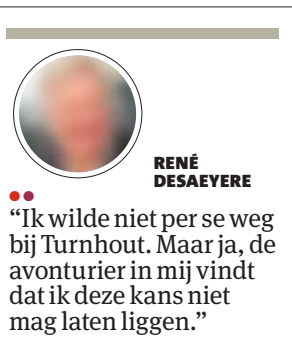 RENÉ
DESAEYERE
“Ik wilde niet per se weg
bij Turnhout. Maar ja, de
avonturier in mij vindt
dat ik deze kans niet
mag laten liggen.”